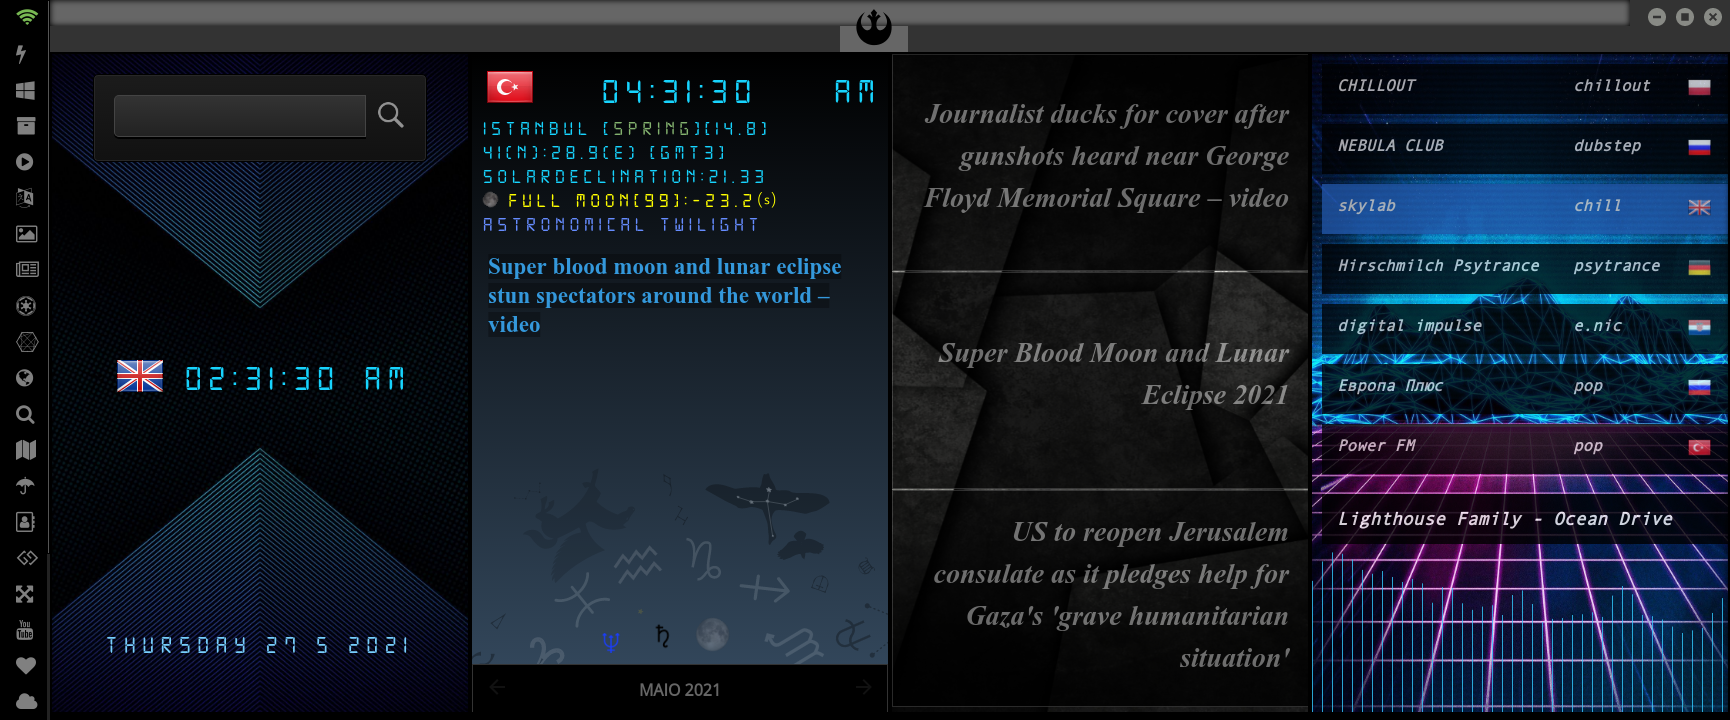 02:31:30 AM
THURSDAY 27 5 2021
04:31:30 AM
ISTANBUL [SPRING](14.8)
41(N):28.9(E) (GMT3)
SOLARDECLINATION:21.33
FULL MOON(99):-23.2(s)
ASTRONOMICAL TWILIGHT
Super blood moon and lunar eclipse
stun spectators around the world –
video
MAIO 2021
Journalist ducks for cover after
gunshots heard near George
Floyd Memorial Square – video
Super Blood Moon and Lunar
Eclipse 2021
US to reopen Jerusalem
consulate as it pledges help for
Gaza's 'grave humanitarian
situation'
CHILLOUT chillout
NEBULA CLUB dubstep
skylab chill
Hirschmilch Psytrance psytrance
digital impulse e.nic
Европа Плюс pop
Power FM pop
Lighthouse Family - Ocean Drive
You
Tube